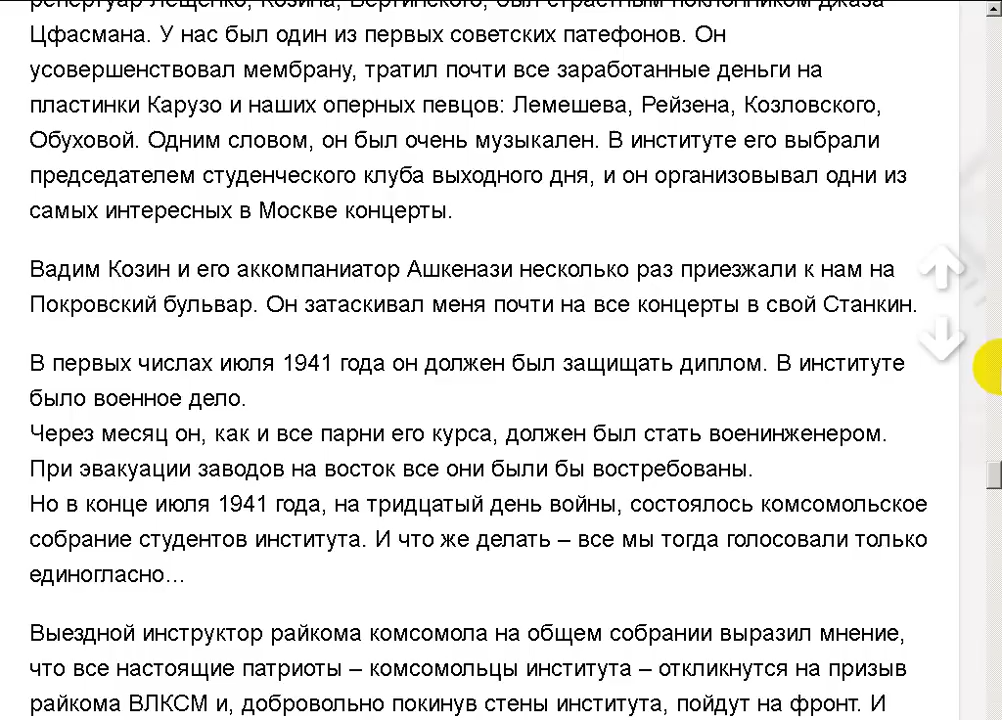 репертуар Лещенко, Козина, Вертинского, был страстным поклонником джаза
Цфасмана. У нас был один из первых советских патефонов. Он
усовершенствовал мембрану, тратил почти все заработанные деньги на
пластинки Карузо и наших оперных певцов: Лемешева, Рейзена, Козловского,
Обуховой. Одним словом, он был очень музыкален. В институте его выбрали
председателем студенческого клуба выходного дня, и он организовывал одни из
самых интересных в Москве концерты.
Вадим Козин и его аккомпаниатор Ашкенази несколько раз приезжали к нам на
Покровский бульвар. Он затаскивал меня почти на все концерты в свой Станкин.
В первых числах июля 1941 года он должен был защищать диплом. В институте
было военное дело.
Через месяц он, как и все парни его курса, должен был стать военинженером.
При эвакуации заводов на восток все они были бы востребованы.
Но в конце июля 1941 года, на тридцатый день войны, состоялось комсомольское
собрание студентов института. И что же делать – все мы тогда голосовали только
единогласно...
Выездной инструктор райкома комсомола на общем собрании выразил мнение,
что все настоящие патриоты – комсомольцы института – откликнутся на призыв
райкома ВЛКСМ и, добровольно покинув стены института, пойдут на фронт. И